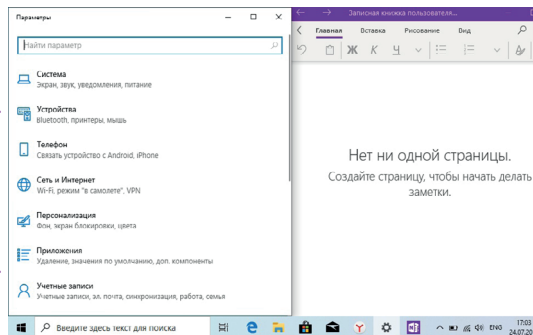 Параметры
Найти параметр
Система
Экран, звук, уведомления, питание
Устройства
Bluetooth, принтеры, мышь
Телефон
Связать устройство с Android, iPhone
Сеть и Интернет
Wi-Fi, режим "в самолете", VPN
Персонализация
Фон, экран блокировки, цвета
Приложения
Удаление, значения по умолчанию, доп. компоненты
Учетные записи
Учетные записи, эл. почта, синхронизация, работа, семья
Записная книжка пользователя...
Главная Вставка Рисование Вид
Ж К Ч
Нет ни одной страницы.
Создайте страницу, чтобы начать делать
заметки.
Введите здесь текст для поиска
ENG
17:03
24.07.20